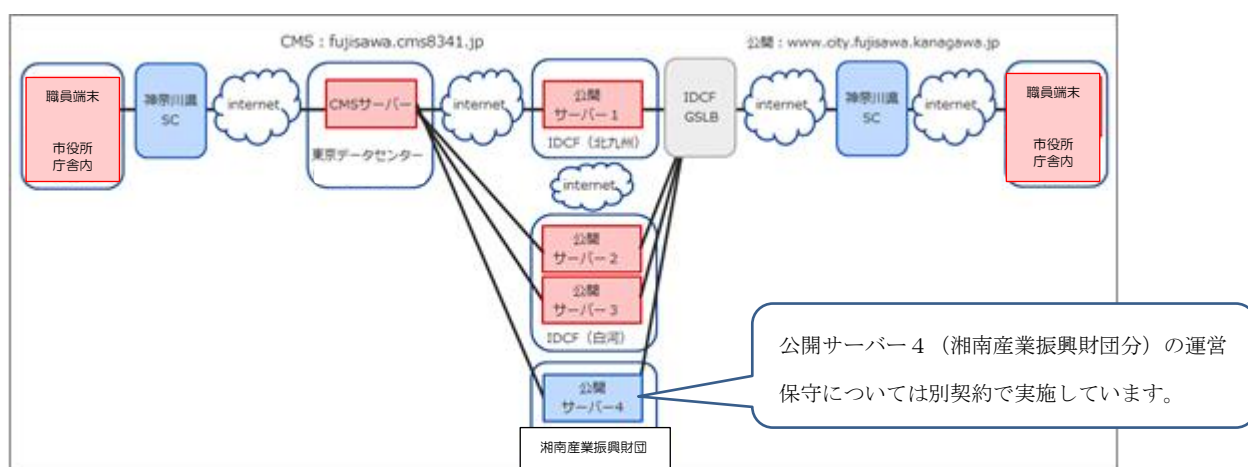 CMS：fujisawa.cms8341.jp
公開：www.city.fujisawa.kanagawa.jp
職員端末
市役所
庁舎内
神奈川県
SC
internet
CMSサーバー
東京データセンター
internet
公開
サーバー１
IDCF（北九州）
IDCF
GSLB
internet
神奈川県
SC
internet
職員端末
市役所
庁舎内
internet
公開
サーバー２
公開
サーバー３
IDCF（白河）
公開
サーバー4
湘南産業振興財団
公開サーバー４（湘南産業振興財団分）の運営
保守については別契約で実施しています。